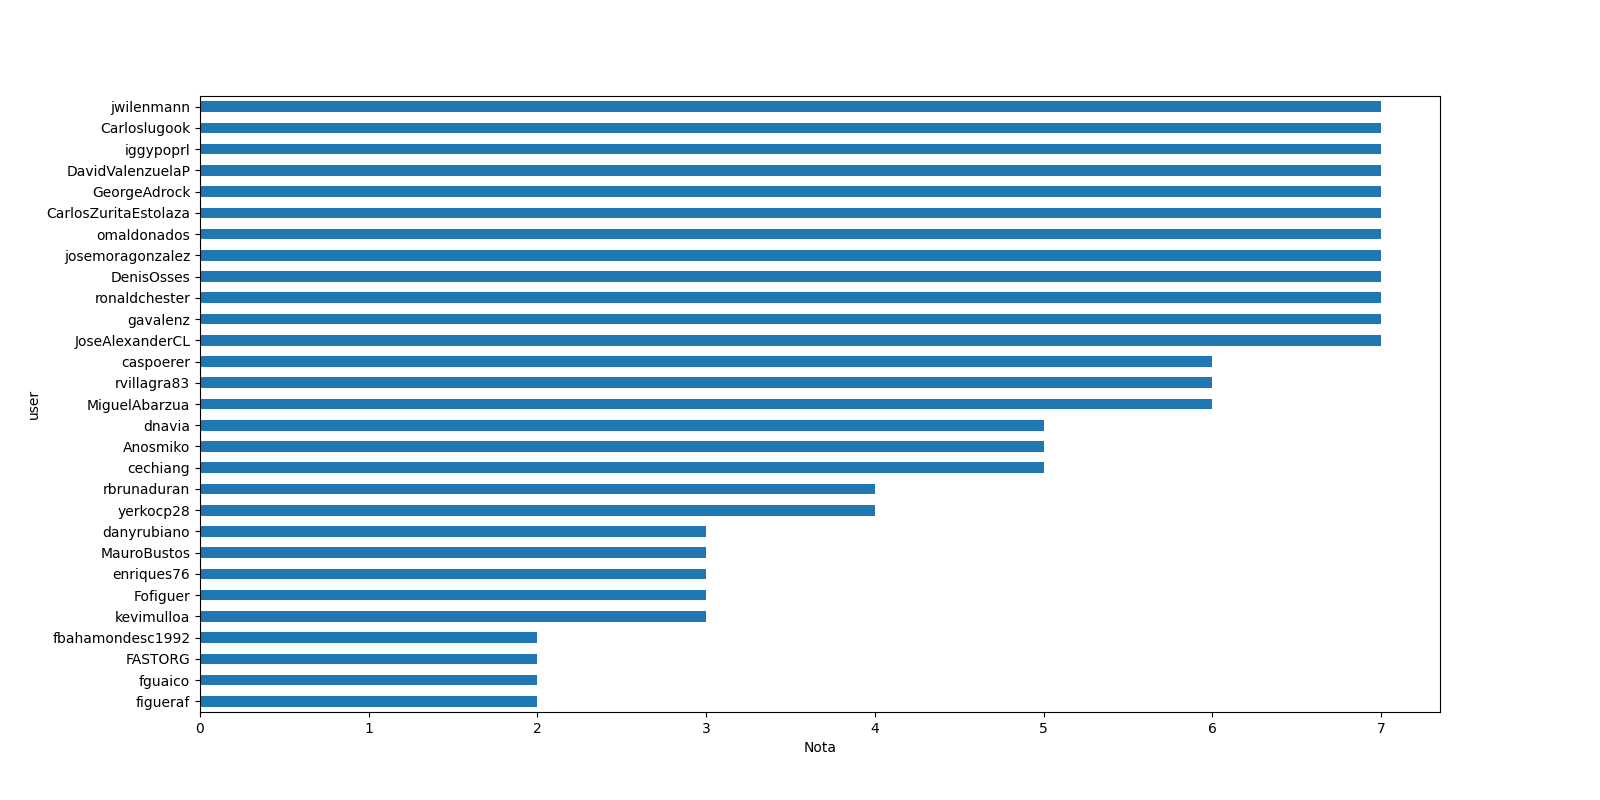 jwilenmann
Carloslugook
iggypoprl
DavidValenzuelaP
GeorgeAdrock
CarlosZuritaEstolaza
omaldonados
josemoragonzalez
DenisOsses
ronaldchester
gavalenz
JoseAlexanderCL
caspoerer
rvillagra83
MiguelAbarzua
dnavia
Anosmiko
cechiang
rbrunaduran
yerkocp28
danyrubiano
MauroBustos
enriques76
Fofiguer
kevimulloa
fbahamondesc1992
FASTORG
fguaico
figueraf
user
0 1 2 3 4 5 6 7
Nota